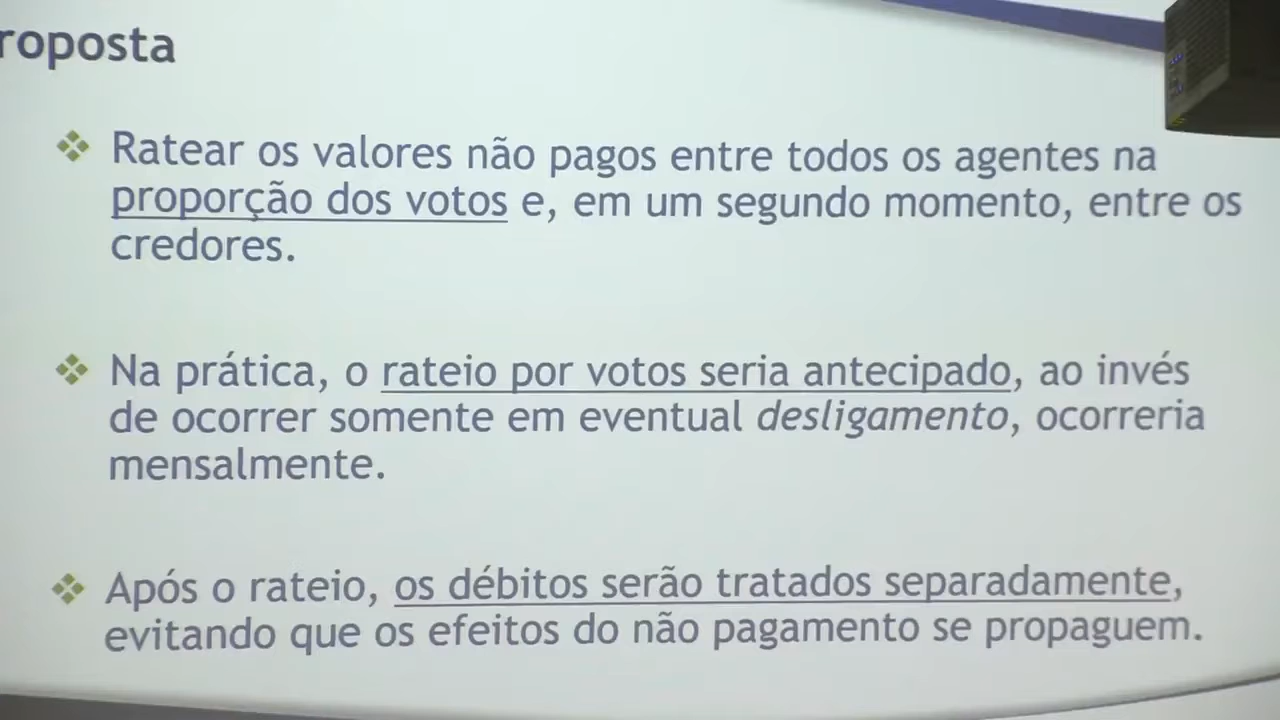 roposta
Ratear os valores não pagos entre todos os agentes na
proporção dos votos e, em um segundo momento, entre os
credores.
Na prática, o rateio por votos seria antecipado, ao invés
de ocorrer somente em eventual desligamento, ocorreria
mensalmente.
Após o rateio, os débitos serão tratados separadamente,
evitando que os efeitos do não pagamento se propaguem.